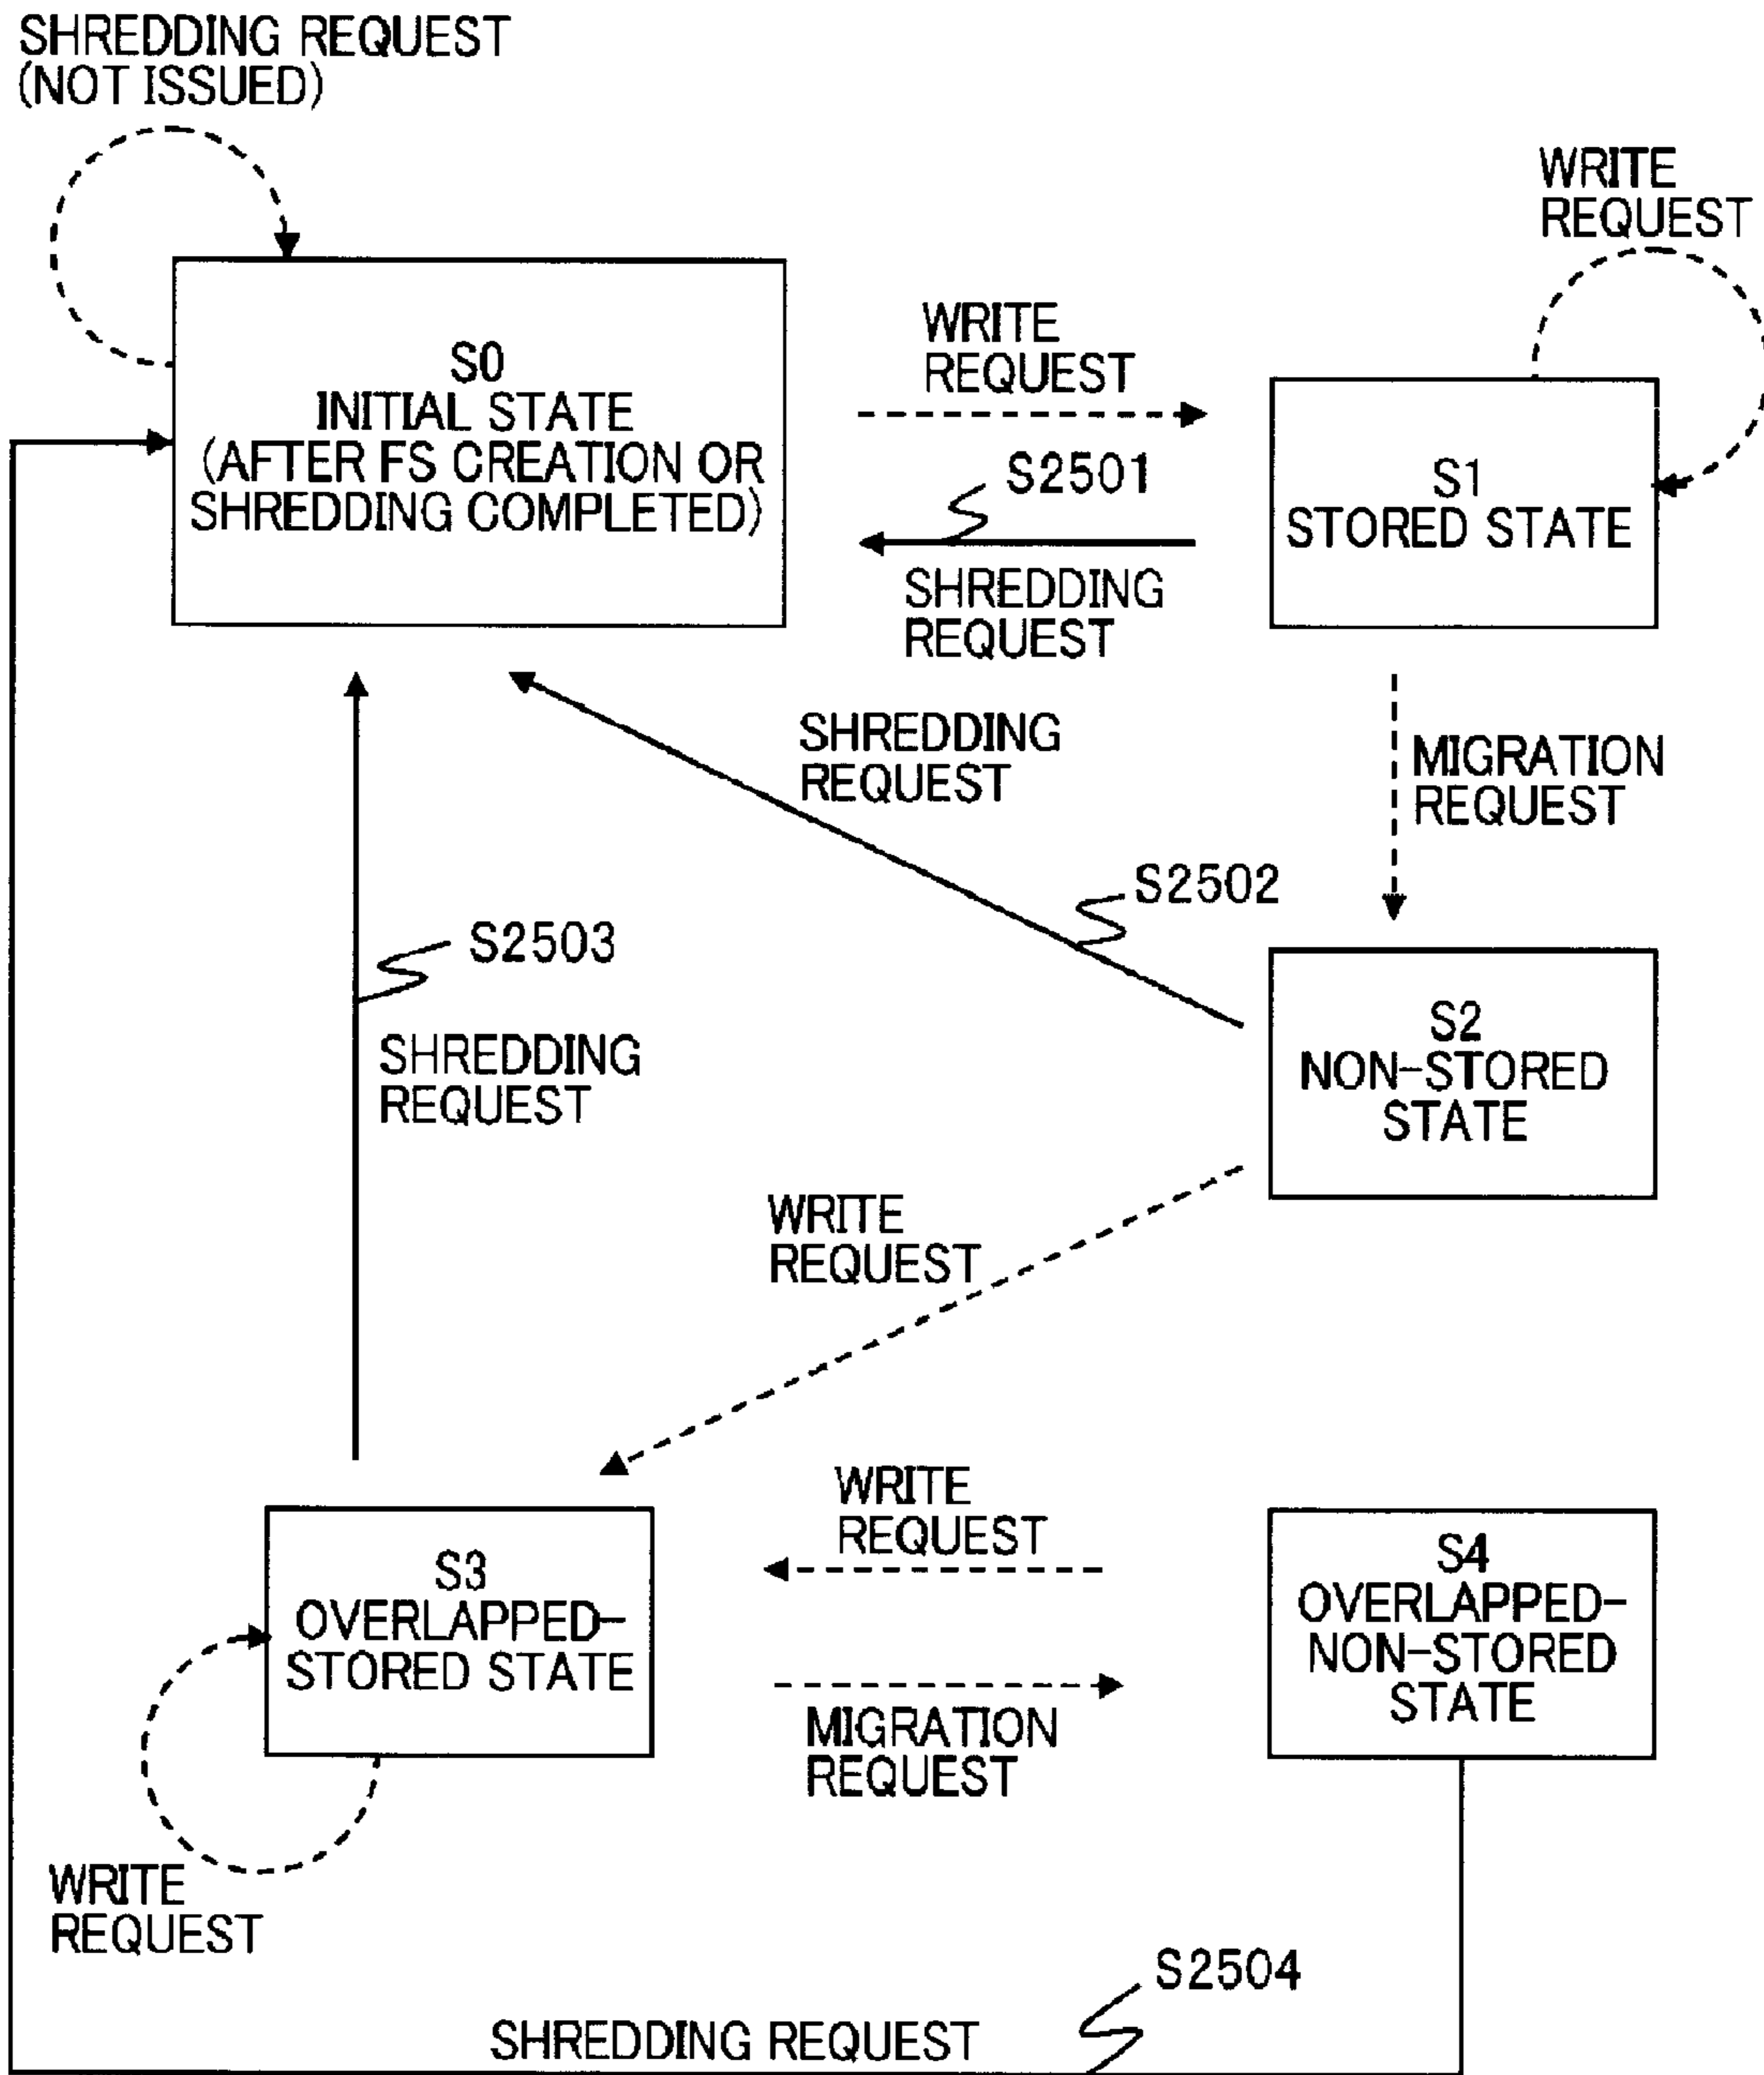 SHREDDING REQUEST
(NOT ISSUED)
WRITE
REQUEST
WRITE
REQUEST
S0
INITIAL STATE
(AFTER FS CREATION OR
SHREDDING COMPLETED)
S2501
S1
STORED STATE
SHREDDING
REQUEST
SHREDDING
REQUEST
MIGRATION
REQUEST
S2502
S2503
S2
NON-STORED
STATE
SHREDDING
REQUEST
WRITE
REQUEST
WRITE
REQUEST
S3
OVERLAPPED-
STORED STATE
S4
OVERLAPPED-
NON-STORED
STATE
MIGRATION
REQUEST
WRITE
REQUEST
S2504
SHREDDING REQUEST